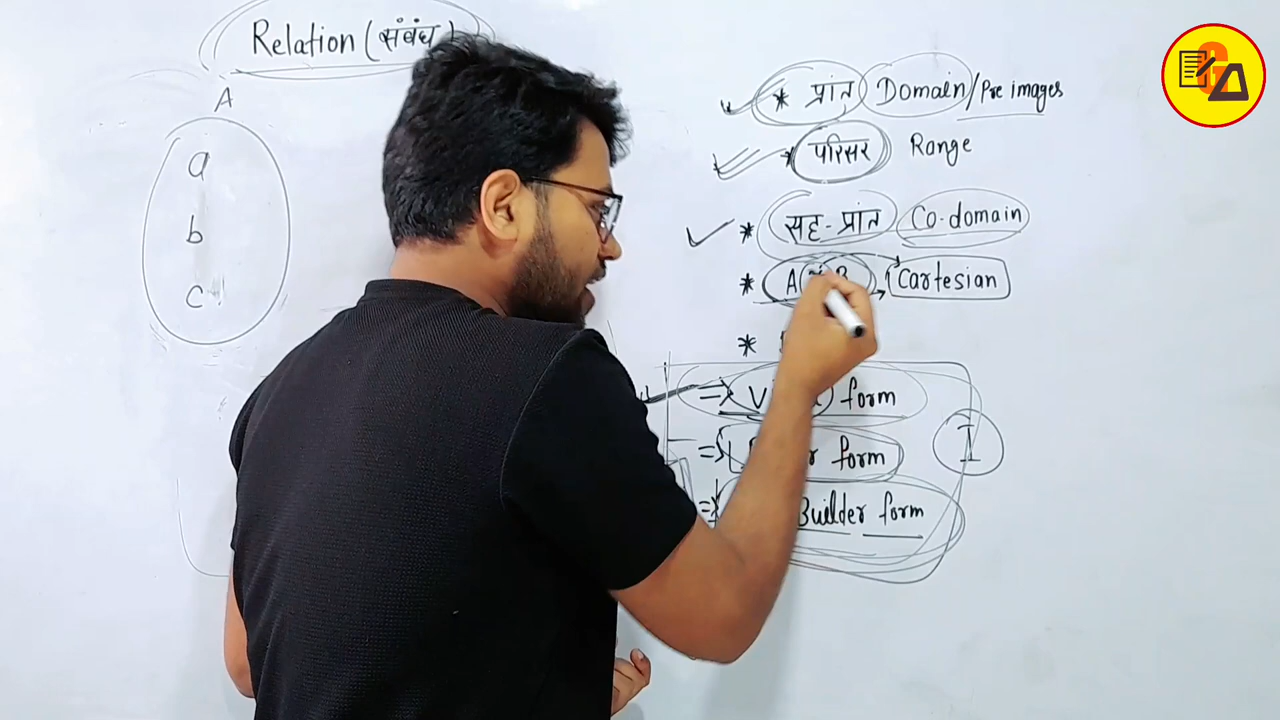 Relation (संबंध)
A
a
b
c
* प्रांत Domain/Pre images
* परिसर Range
* सह-प्रांत Co-domain
* A B Cartesian
*
=> form
=> form I
=> Builder form